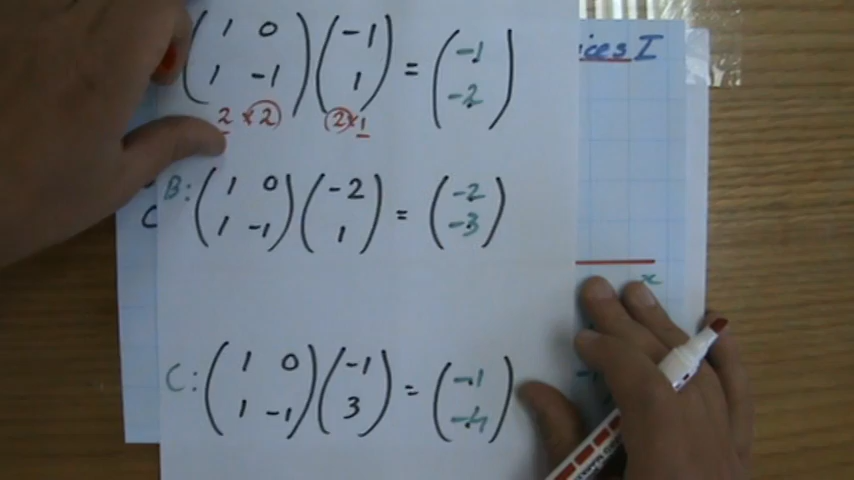 ices I
( 1 0 ) ( -1 ) = ( -1 )
( 1 -1 ) ( 1 ) ( -2 )
2 × 2 2×1
B: ( 1 0 ) ( -2 ) = ( -2 )
( 1 -1 ) ( 1 ) ( -3 )
x
C: ( 1 0 ) ( -1 ) = ( -1 )
( 1 -1 ) ( 3 ) ( -4 )